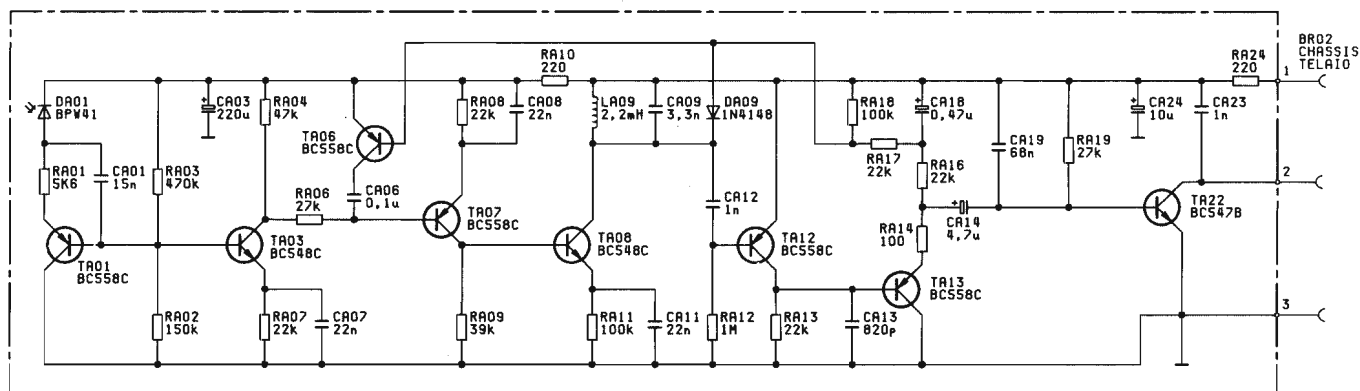 BR02
CHASSIS
TELAIO
RA10
220
RA24
220
1
DA01
BPW41
CA03
220u
RA04
47k
RA08
22k
CA08
22n
LA09
2,2mH
CA09
3,3n
DA09
1N4148
RA18
100k
CA18
0,47u
CA24
10u
CA23
1n
TA06
BC558C
CA19
68n
RA19
27k
RA17
22k
RA16
22k
RA01
5K6
CA01
15n
RA03
470k
2
RA06
27k
CA06
0,1u
CA12
1n
TA07
BC558C
TA22
BC547B
CA14
4,7u
RA14
100
TA01
BC558C
TA03
BC548C
TA08
BC548C
TA12
BC558C
TA13
BC558C
3
RA02
150k
RA07
22k
CA07
22n
RA09
39k
RA11
100k
CA11
22n
RA12
1M
RA13
22k
CA13
820p